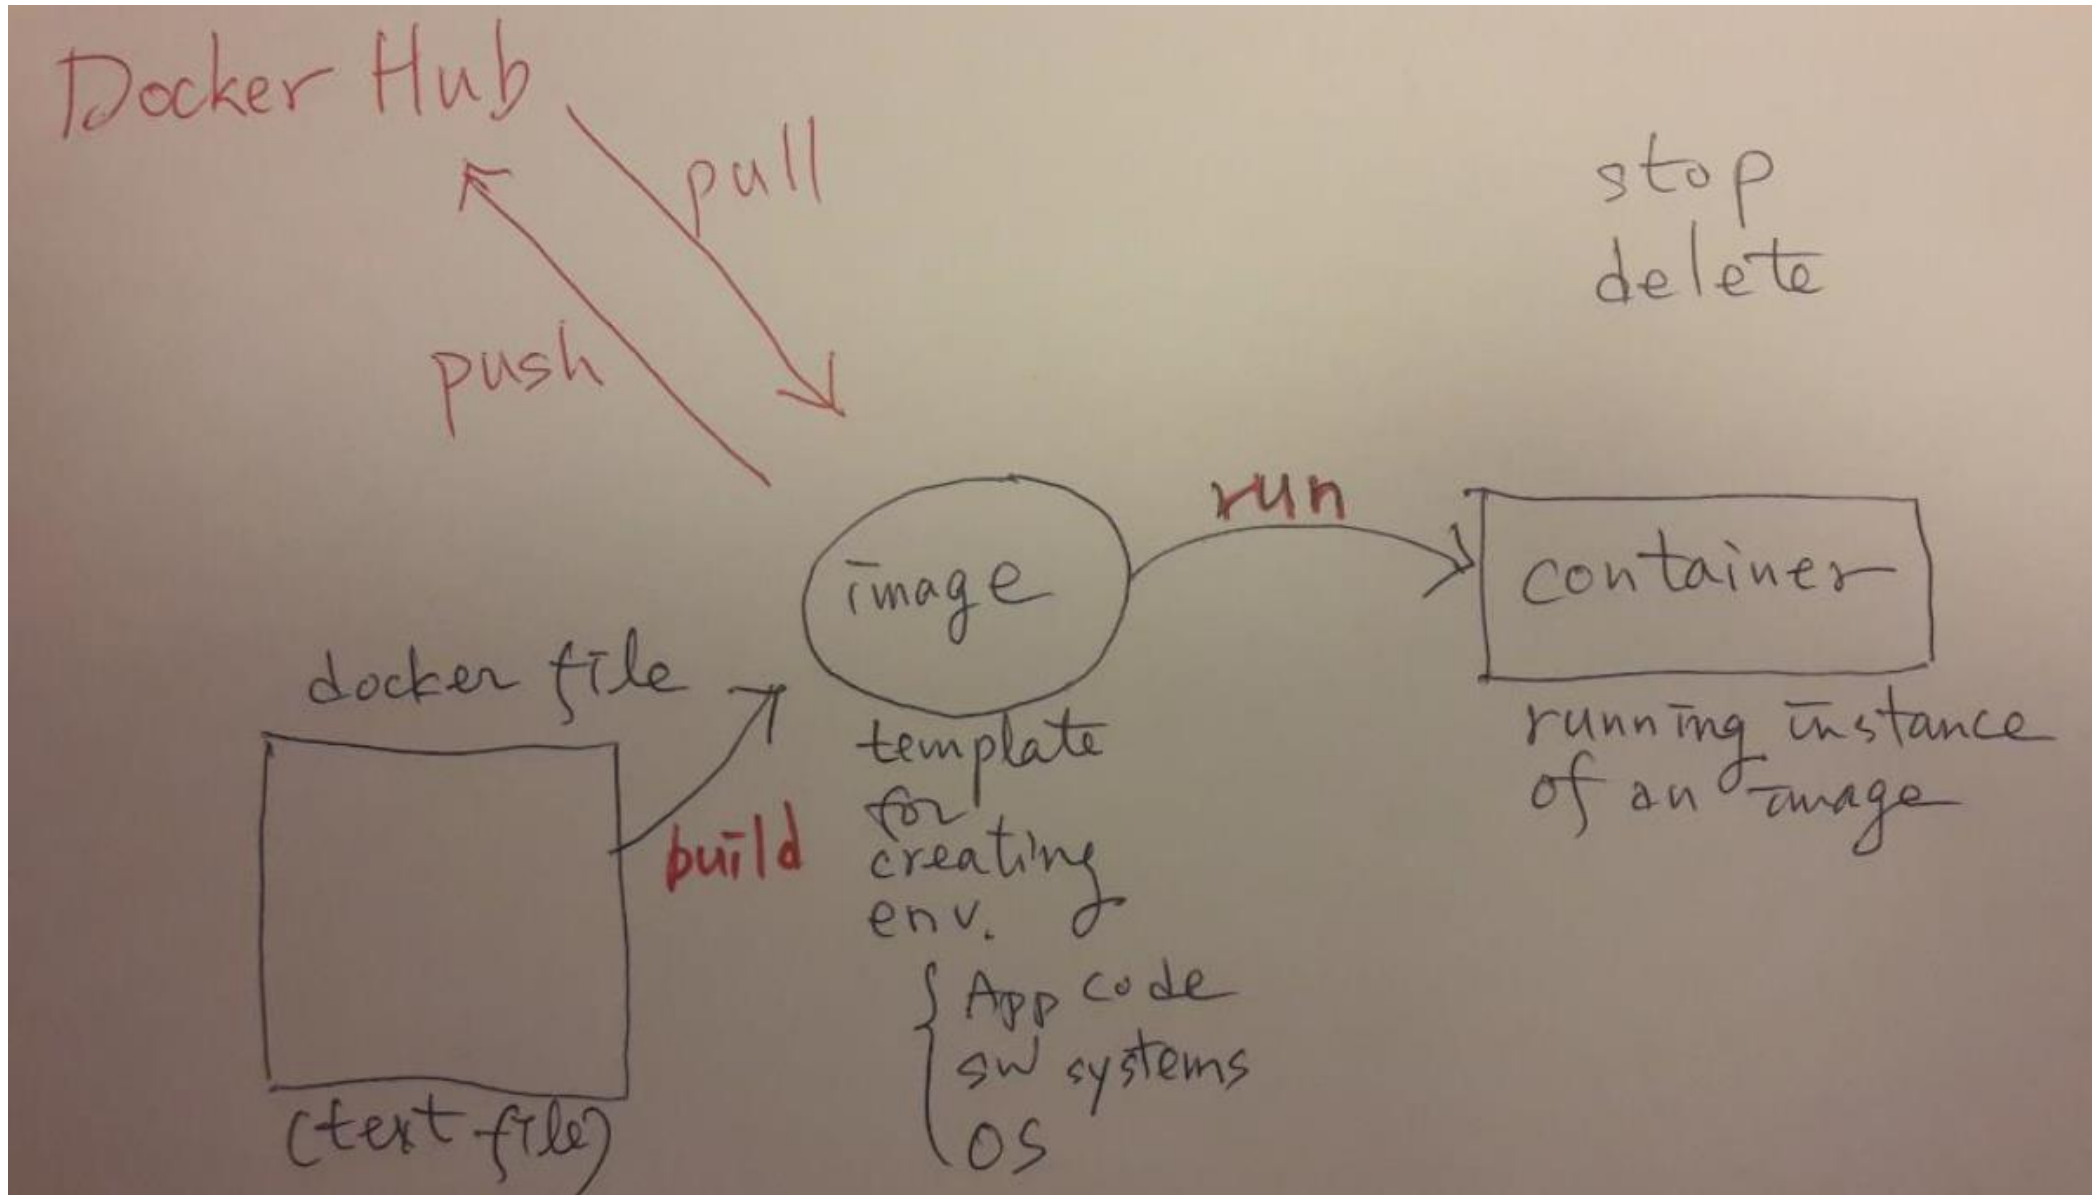 Docker Hub
pull
push
stop
delete
image
run
container
docker file
build
(text file)
template
for
creating
env.
App code
SW systems
OS
running instance
of an image